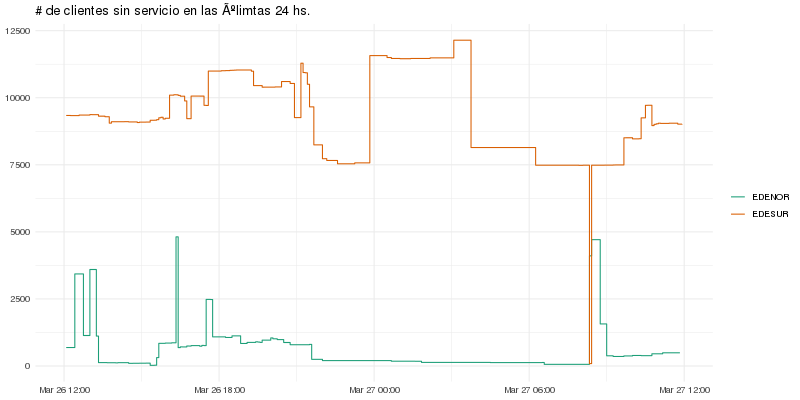 # de clientes sin servicio en las Ãºlimtas 24 hs.
12500
10000
7500
5000
2500
0
Mar 26 12:00
Mar 26 18:00
Mar 27 00:00
Mar 27 06:00
Mar 27 12:00
EDENOR
EDESUR